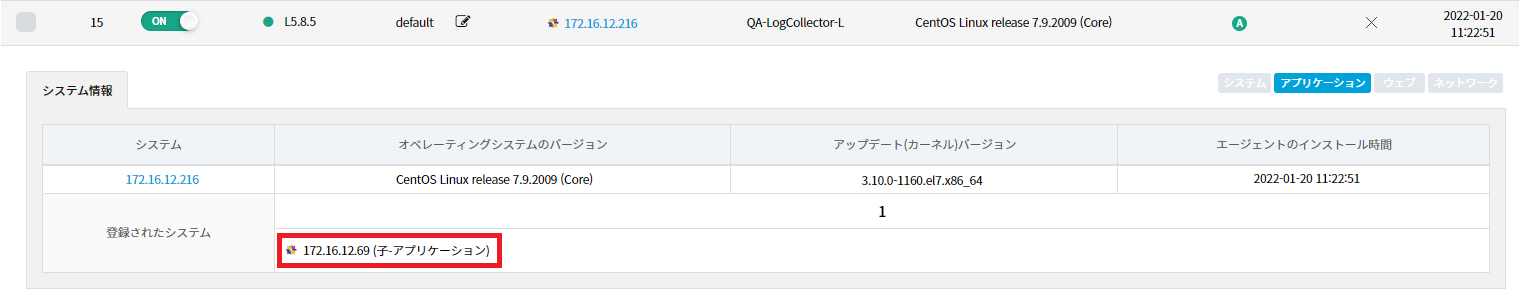 15 ON L5.8.5 default 172.16.12.216 QA-LogCollector-L CentOS Linux release 7.9.2009 (Core) A 2022-01-20
11:22:51
システム情報
システム アプリケーション ウェブ ネットワーク
システム オペレーティングシステムのバージョン アップデート(カーネル)バージョン エージェントのインストール時間
172.16.12.216 CentOS Linux release 7.9.2009 (Core) 3.10.0-1160.el7.x86_64 2022-01-20 11:22:51
登録されたシステム
1
172.16.12.69 (子-アプリケーション)